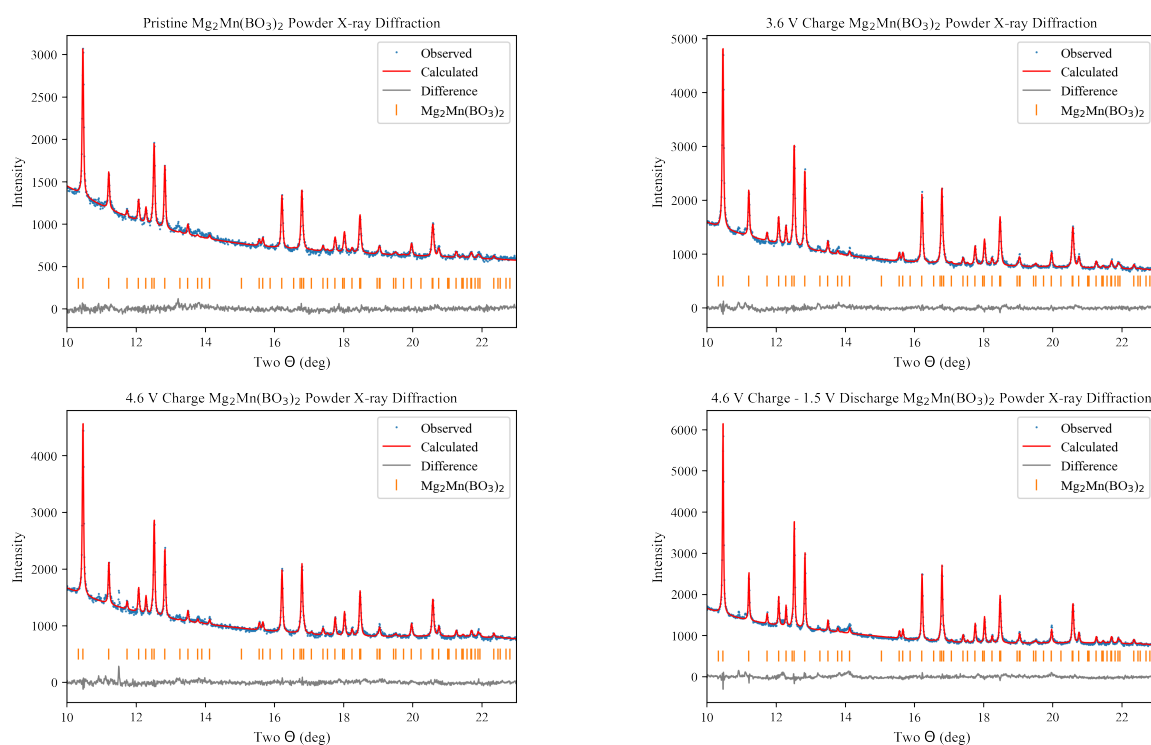 Pristine Mg₂Mn(BO₃)₂ Powder X-ray Diffraction
3000
2500
2000
1500
1000
500
0
Intensity
Observed
Calculated
Difference
Mg₂Mn(BO₃)₂
10 12 14 16 18 20 22
Two Θ (deg)
3.6 V Charge Mg₂Mn(BO₃)₂ Powder X-ray Diffraction
5000
4000
3000
2000
1000
0
Intensity
Observed
Calculated
Difference
Mg₂Mn(BO₃)₂
10 12 14 16 18 20 22
Two Θ (deg)
4.6 V Charge Mg₂Mn(BO₃)₂ Powder X-ray Diffraction
4000
3000
2000
1000
0
Intensity
Observed
Calculated
Difference
Mg₂Mn(BO₃)₂
10 12 14 16 18 20 22
Two Θ (deg)
4.6 V Charge - 1.5 V Discharge Mg₂Mn(BO₃)₂ Powder X-ray Diffraction
6000
5000
4000
3000
2000
1000
0
Intensity
Observed
Calculated
Difference
Mg₂Mn(BO₃)₂
10 12 14 16 18 20 22
Two Θ (deg)